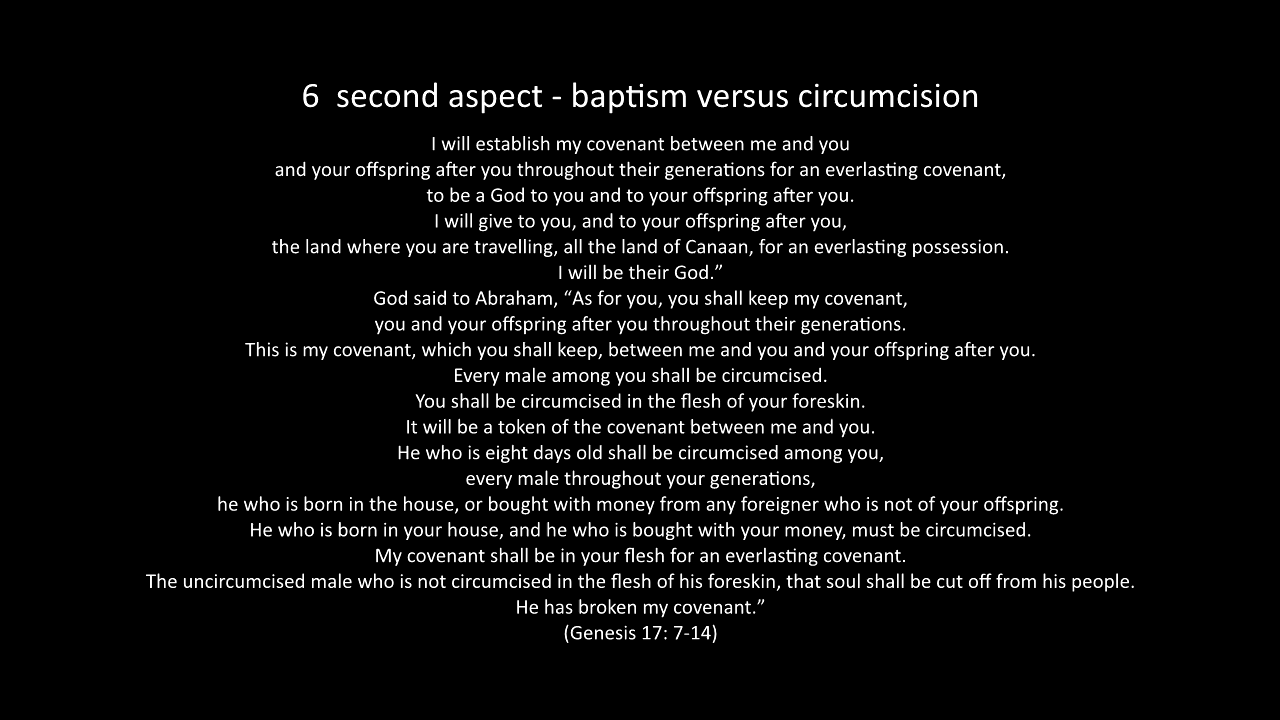 6  second aspect - baptism versus circumcision
I will establish my covenant between me and you
and your offspring after you throughout their generations for an everlasting covenant,
to be a God to you and to your offspring after you.
I will give to you, and to your offspring after you,
the land where you are travelling, all the land of Canaan, for an everlasting possession.
I will be their God.”
God said to Abraham, “As for you, you shall keep my covenant,
you and your offspring after you throughout their generations.
This is my covenant, which you shall keep, between me and you and your offspring after you.
Every male among you shall be circumcised.
You shall be circumcised in the flesh of your foreskin.
It will be a token of the covenant between me and you.
He who is eight days old shall be circumcised among you,
every male throughout your generations,
he who is born in the house, or bought with money from any foreigner who is not of your offspring.
He who is born in your house, and he who is bought with your money, must be circumcised.
My covenant shall be in your flesh for an everlasting covenant.
The uncircumcised male who is not circumcised in the flesh of his foreskin, that soul shall be cut off from his people.
He has broken my covenant.”
(Genesis 17: 7-14)